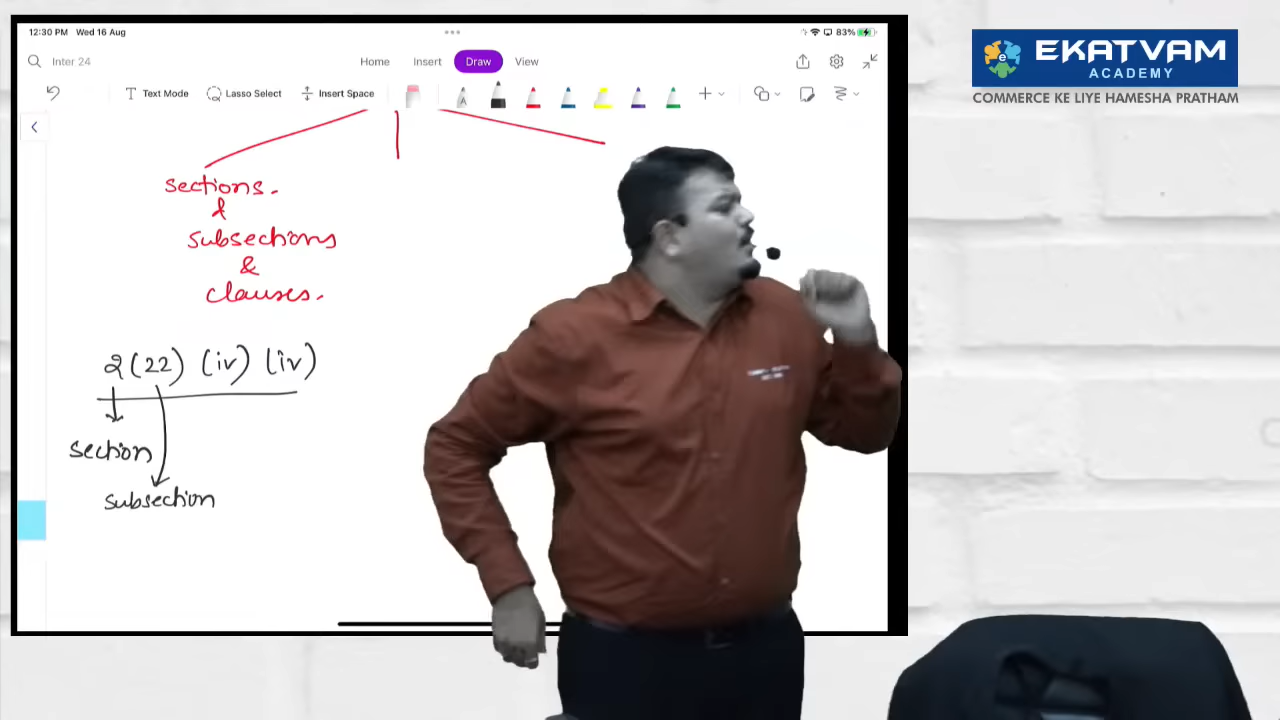 12:30 PM Wed 16 Aug
83%
Inter 24
Home Insert Draw View
Text Mode Lasso Select Insert Space
sections.
&
subsections
&
clauses.
2(22) (iv) (iv)
section
subsection
EKATVAM
ACADEMY
COMMERCE KE LIYE HAMESHA PRATHAM